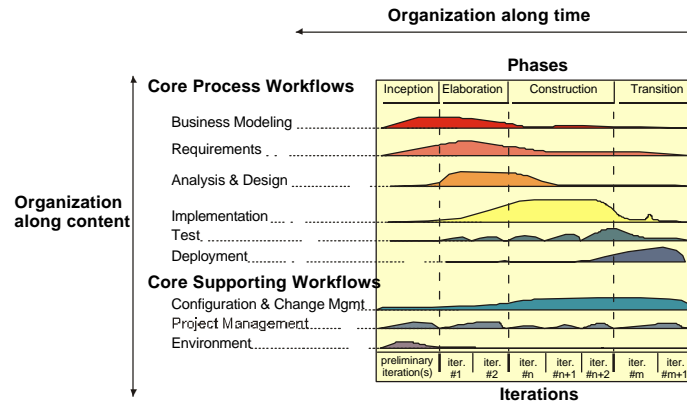 Organization along time
Phases
Core Process Workflows
Inception Elaboration Construction Transition
Business Modeling
Requirements
Analysis & Design
Organization
along content
Implementation
Test
Deployment
Core Supporting Workflows
Configuration & Change Mgmt
Project Management
Environment
preliminary iter. iter. iter. iter. iter. iter. iter.
iteration(s) #1 #2 #n #n+1 #n+2 #m #m+1
Iterations